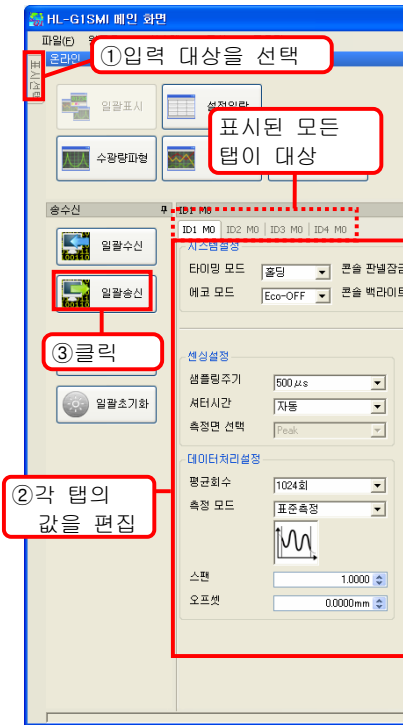 HL-G1SMI 메인 화면
파일(F)
온라인
표시선택
①입력 대상을 선택
일괄표시
설정일람
표시된 모든
탭이 대상
수광량파형
송수신
ID1 M0
ID1 M0 ID2 M0 ID3 M0 ID4 M0
일괄수신
일괄송신
③클릭
일괄초기화
시스템설정
타이밍 모드 홀딩 콘솔 판넬잠금
에코 모드 Eco-OFF 콘솔 백라이트
센싱설정
샘플링주기 500μs
셔터시간 자동
측정면 선택 Peak
데이터처리설정
평균회수 1024회
측정 모드 표준측정
②각 탭의
값을 편집
스팬 1.0000
오프셋 0.0000mm